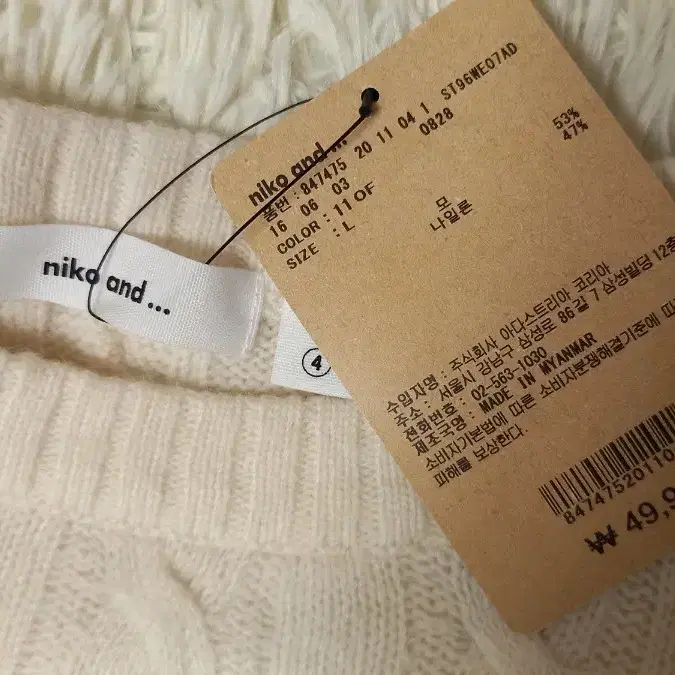 niko and ...
4
niko and ...
품번 : 847475 20 11 04 1 ST96WE07AD
16 06 03 0828
COLOR : 11 OF
SIZE : L
모 53%
나일론 47%
수입자명 : 주식회사 아다스트리아 코리아
주소 : 서울시 강남구 삼성로 86길 7 삼성빌딩 12층
전화번호 : 02-563-1030
제조국명 : MADE IN MYANMAR
소비자기본법에 따른 소비자분쟁해결기준에 따
피해를 보상한다.
84747520110
₩ 49,9